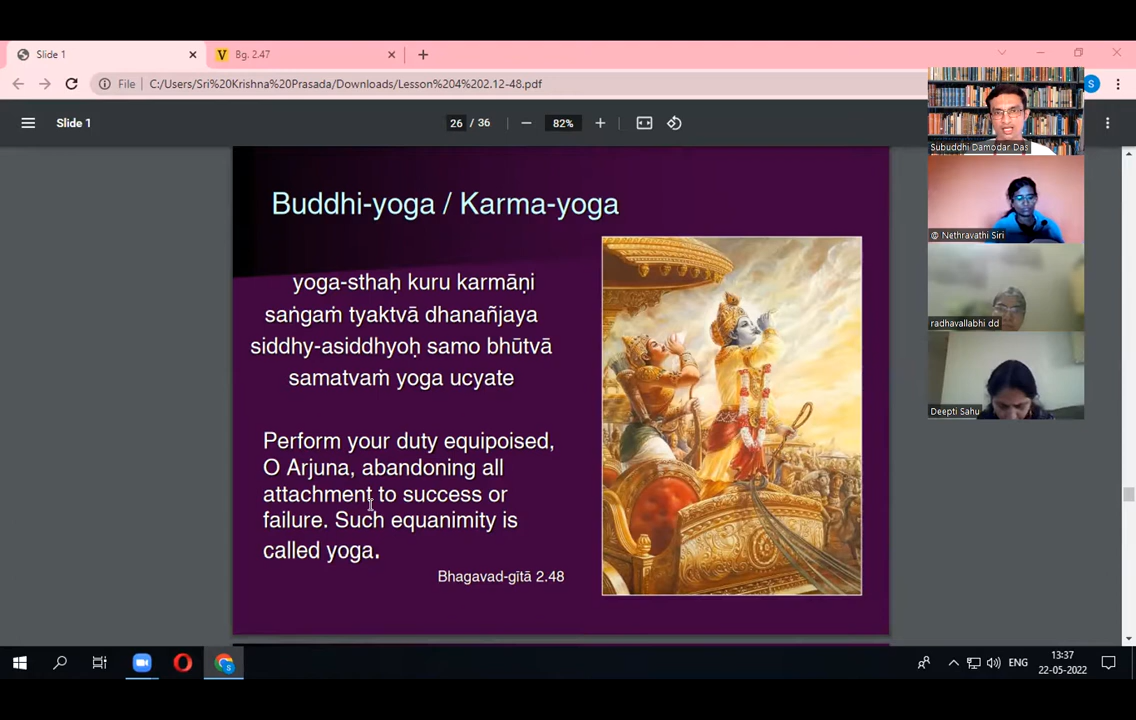 Slide 1
Bg. 2.47
File
C:/Users/Sri%20Krishna%20Prasada/Downloads/Lesson%204%202.12-48.pdf
S
Slide 1
26 / 36
82%
Subuddhi Damodar Das
@ Nethravathi Siri
radhavallabhi dd
Deepti Sahu
Buddhi-yoga / Karma-yoga
yoga-sthaḥ kuru karmāṇi
saṅgaṁ tyaktvā dhanañjaya
siddhy-asiddhyoḥ samo bhūtvā
samatvaṁ yoga ucyate
Perform your duty equipoised,
O Arjuna, abandoning all
attachment to success or
failure. Such equanimity is
called yoga.
Bhagavad-gītā 2.48
S
ENG
13:37
22-05-2022